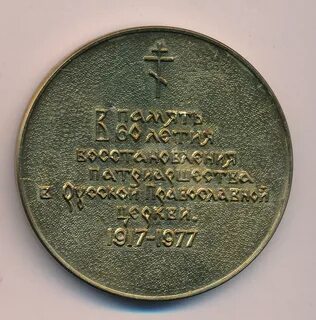 В ПАМЯТЬ
60 ЛЕТИЯ
ВОССТАНОВЛЕНИЯ
ПАТРИАРШЕСТВА
В РУССКОЙ ПРАВОСЛАВНОЙ
ЦЕРКВИ.
1917-1977